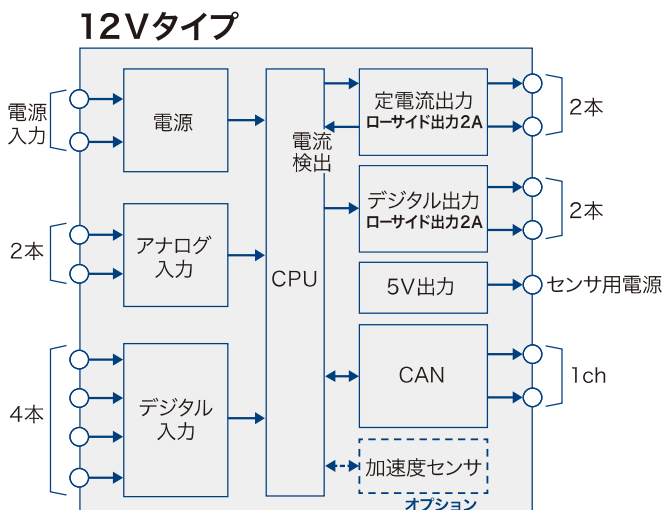 12Vタイプ
電源
入力
電源
2本
アナログ
入力
4本
デジタル
入力
CPU
電流
検出
定電流出力
ローサイド出力2A
2本
デジタル出力
ローサイド出力2A
2本
5V出力
センサ用電源
CAN
1ch
加速度センサ
オプション